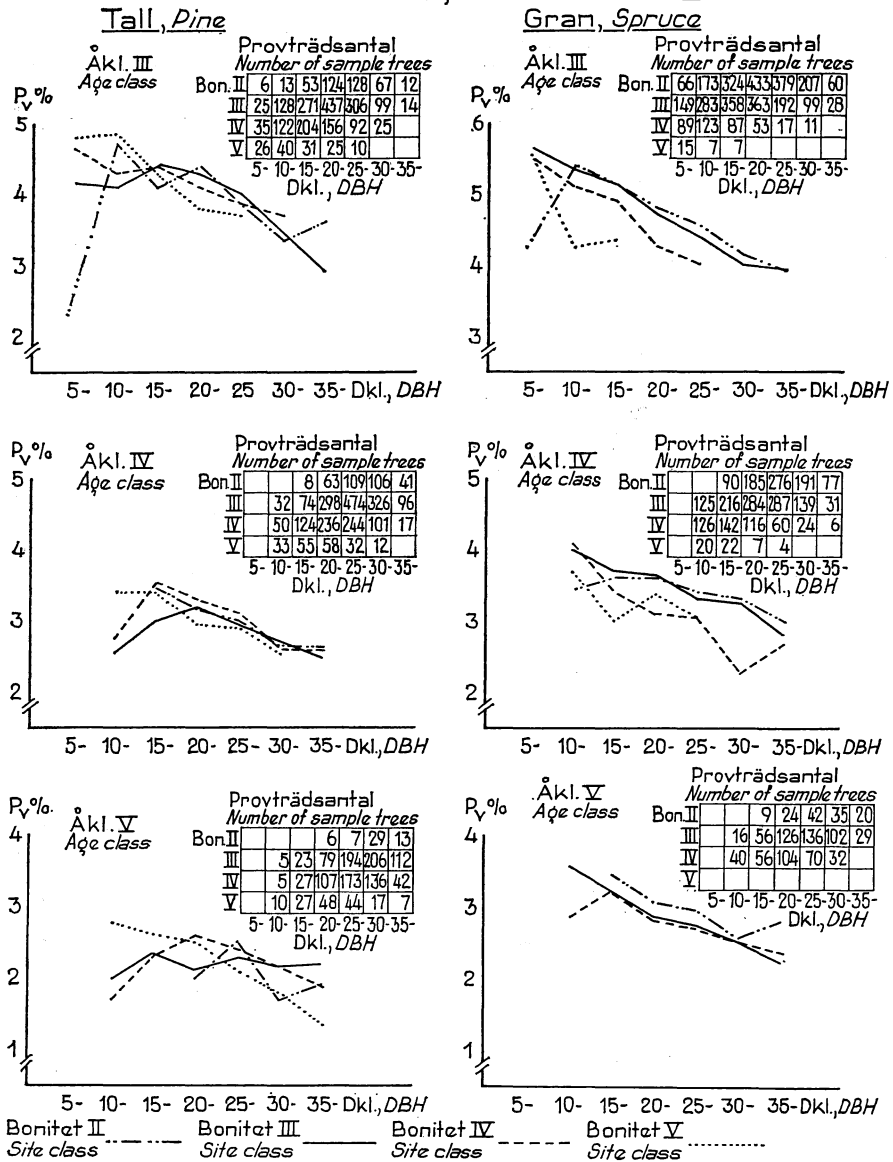 Tall, Pine
Åkl. III
Age class
Provträdsantal
Number of sample trees
Bon. II 6 13 53 124 128 67 12
III 25 128 271 437 306 99 14
IV 35 122 204 156 92 25
V 26 40 31 25 10
5- 10- 15- 20- 25- 30- 35-
Dkl., DBH
Pv%
5
4
3
2
5- 10- 15- 20- 25 30- 35- Dkl., DBH
Gran, Spruce
Åkl. III
Age class
Provträdsantal
Number of sample trees
Bon. II 66 173 324 433 379 207 60
III 149 283 358 363 192 99 28
IV 89 123 87 53 17 11
V 15 7 7
5- 10- 15- 20- 25- 30- 35-
Dkl., DBH
Pv%
6
5
4
3
5- 10- 15- 20- 25- 30- 35- Dkl., DBH
Åkl. IV
Age class
Provträdsantal
Number of sample trees
Bon. II 8 63 109 106 41
III 32 74 298 474 326 96
IV 50 124 236 244 101 17
V 33 55 58 32 12
5- 10- 15- 20- 25- 30- 35-
Dkl., DBH
Pv%
5
4
3
2
5- 10- 15- 20- 25- 30- 35- Dkl., DBH
Åkl. IV
Age class
Provträdsantal
Number of sample trees
Bon. II 90 185 276 191 77
III 125 216 284 287 139 31
IV 126 142 116 60 24 6
V 20 22 7 4
5- 10- 15- 20- 25- 30- 35-
Dkl., DBH
Pv%
5
4
3
2
5- 10- 15- 20- 25- 30- 35- Dkl., DBH
Åkl. V
Age class
Provträdsantal
Number of sample trees
Bon. II 6 7 29 13
III 5 23 79 194 206 112
IV 5 27 107 173 136 42
V 10 27 48 44 17 7
5- 10- 15- 20- 25- 30- 35-
Dkl., DBH
Pv%.
4
3
2
1
5- 10- 15- 20- 25- 30- 35- Dkl., DBH
Åkl. V
Age class
Provträdsantal
Number of sample trees
Bon. II 9 24 42 35 20
III 16 56 126 136 102 29
IV 40 56 104 70 32
V
5- 10- 15- 20- 25- 30- 35-
Dkl., DBH
Pv%
4
3
2
1
5- 10- 15- 20- 25- 30- 35- Dkl., DBH
Bonitet II Bonitet III Bonitet IV Bonitet V
Site class Site class Site class Site class